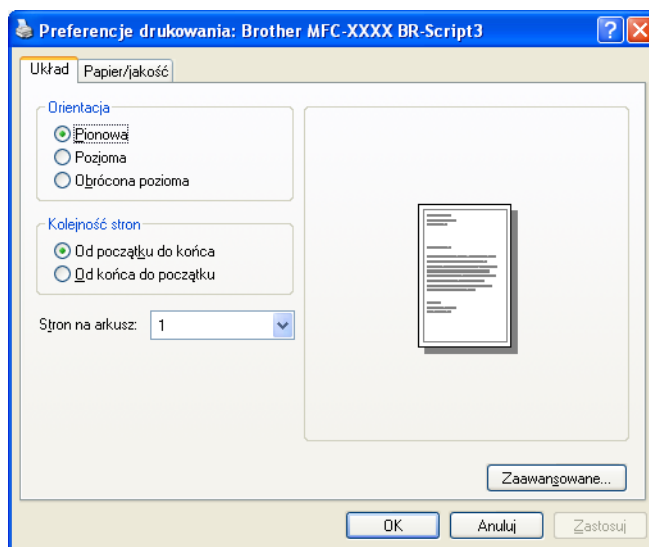 Preferencje drukowania: Brother MFC-XXXX BR-Script3
Układ Papier/jakość
Orientacja
Pionowa
Pozioma
Obrócona pozioma
Kolejność stron
Od początku do końca
Od końca do początku
Stron na arkusz: 1
Zaawansowane...
OK Anuluj Zastosuj